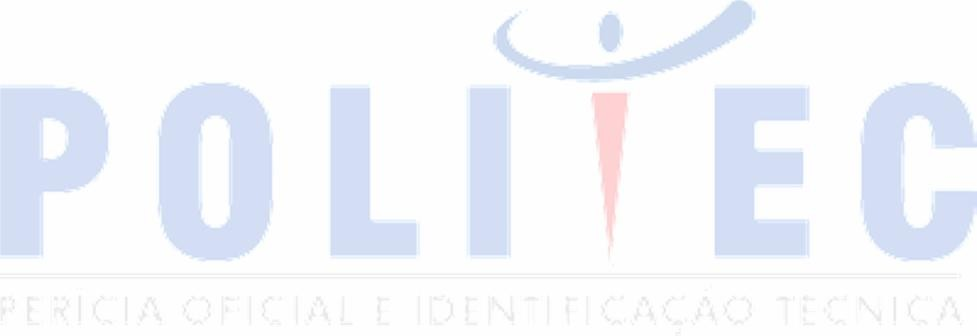 POLITEC
PERÍCIA OFICIAL E IDENTIFICAÇÃO TÉCNICA